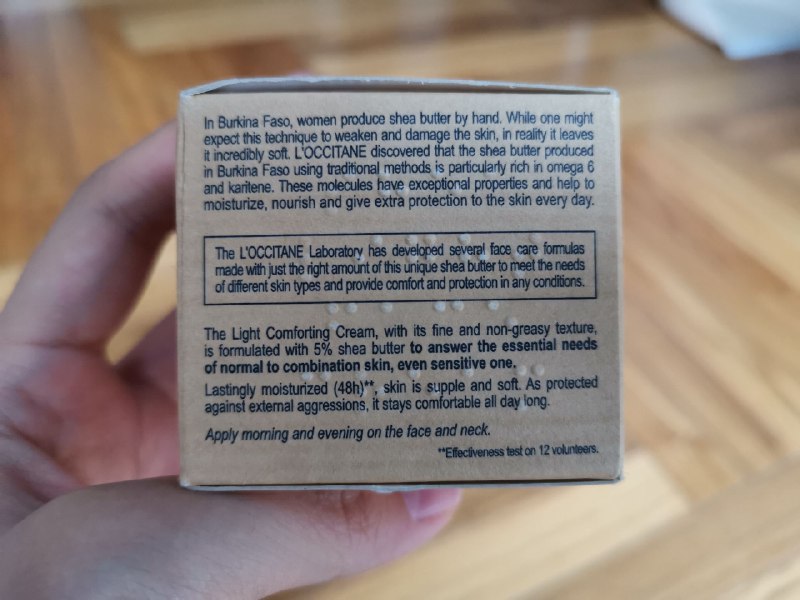 In Burkina Faso, women produce shea butter by hand. While one might
expect this technique to weaken and damage the skin, in reality it leaves
it incredibly soft. L'OCCITANE discovered that the shea butter produced
in Burkina Faso using traditional methods is particularly rich in omega 6
and karitene. These molecules have exceptional properties and help to
moisturize, nourish and give extra protection to the skin every day.
The L'OCCITANE Laboratory has developed several face care formulas
made with just the right amount of this unique shea butter to meet the needs
of different skin types and provide comfort and protection in any conditions.
The Light Comforting Cream, with its fine and non-greasy texture,
is formulated with 5% shea butter to answer the essential needs
of normal to combination skin, even sensitive one.
Lastingly moisturized (48h)**, skin is supple and soft. As protected
against external aggressions, it stays comfortable all day long.
Apply morning and evening on the face and neck.
**Effectiveness test on 12 volunteers.